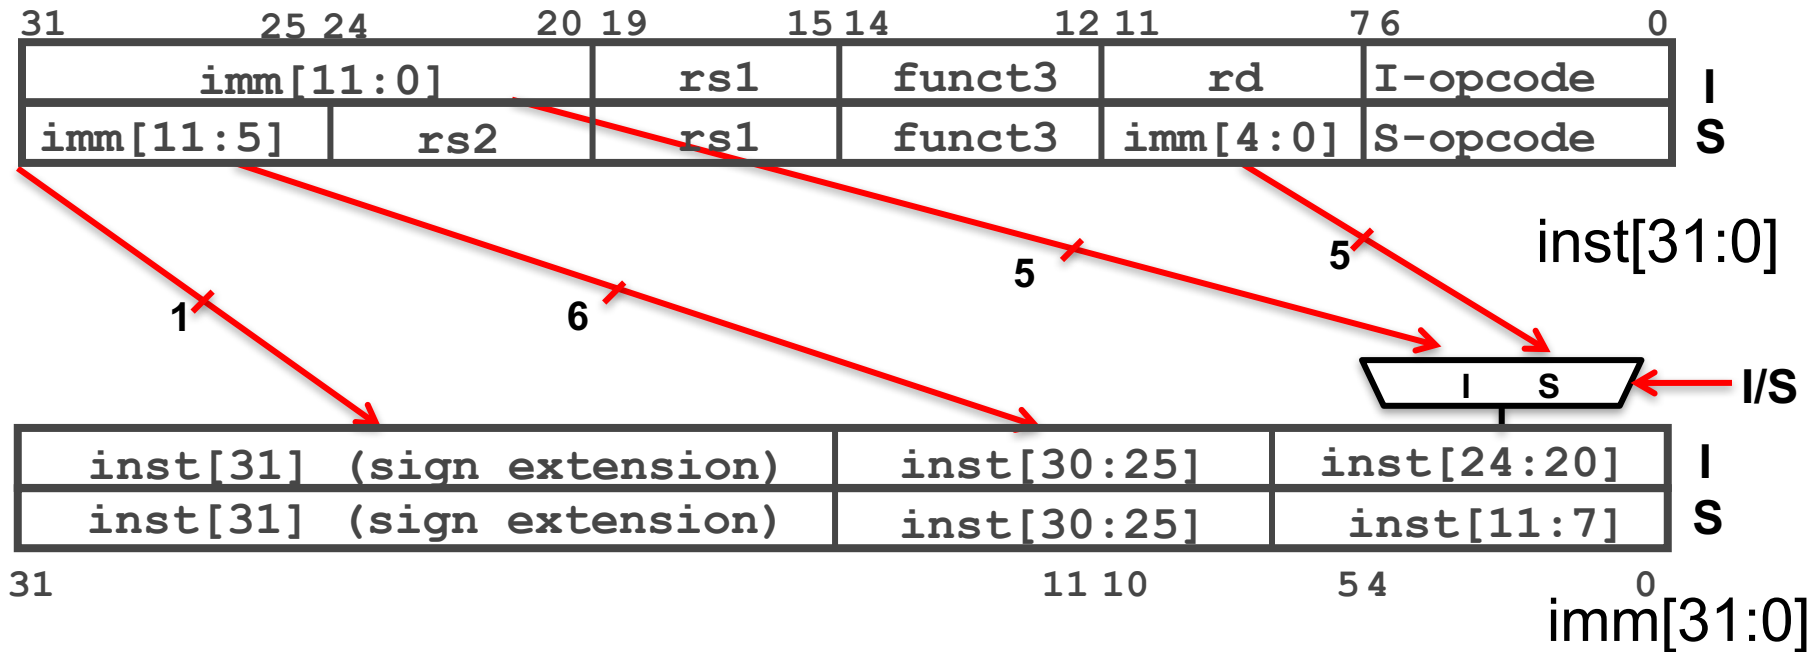 31 25 24 20 19 15 14 12 11 7 6 0
imm[11:0] rs1 funct3 rd I-opcode I
imm[11:5] rs2 rs1 funct3 imm[4:0] S-opcode S
inst[31:0]
1 6 5 5
I S I/S
inst[31] (sign extension) inst[30:25] inst[24:20] I
inst[31] (sign extension) inst[30:25] inst[11:7] S
31 11 10 5 4 0
imm[31:0]